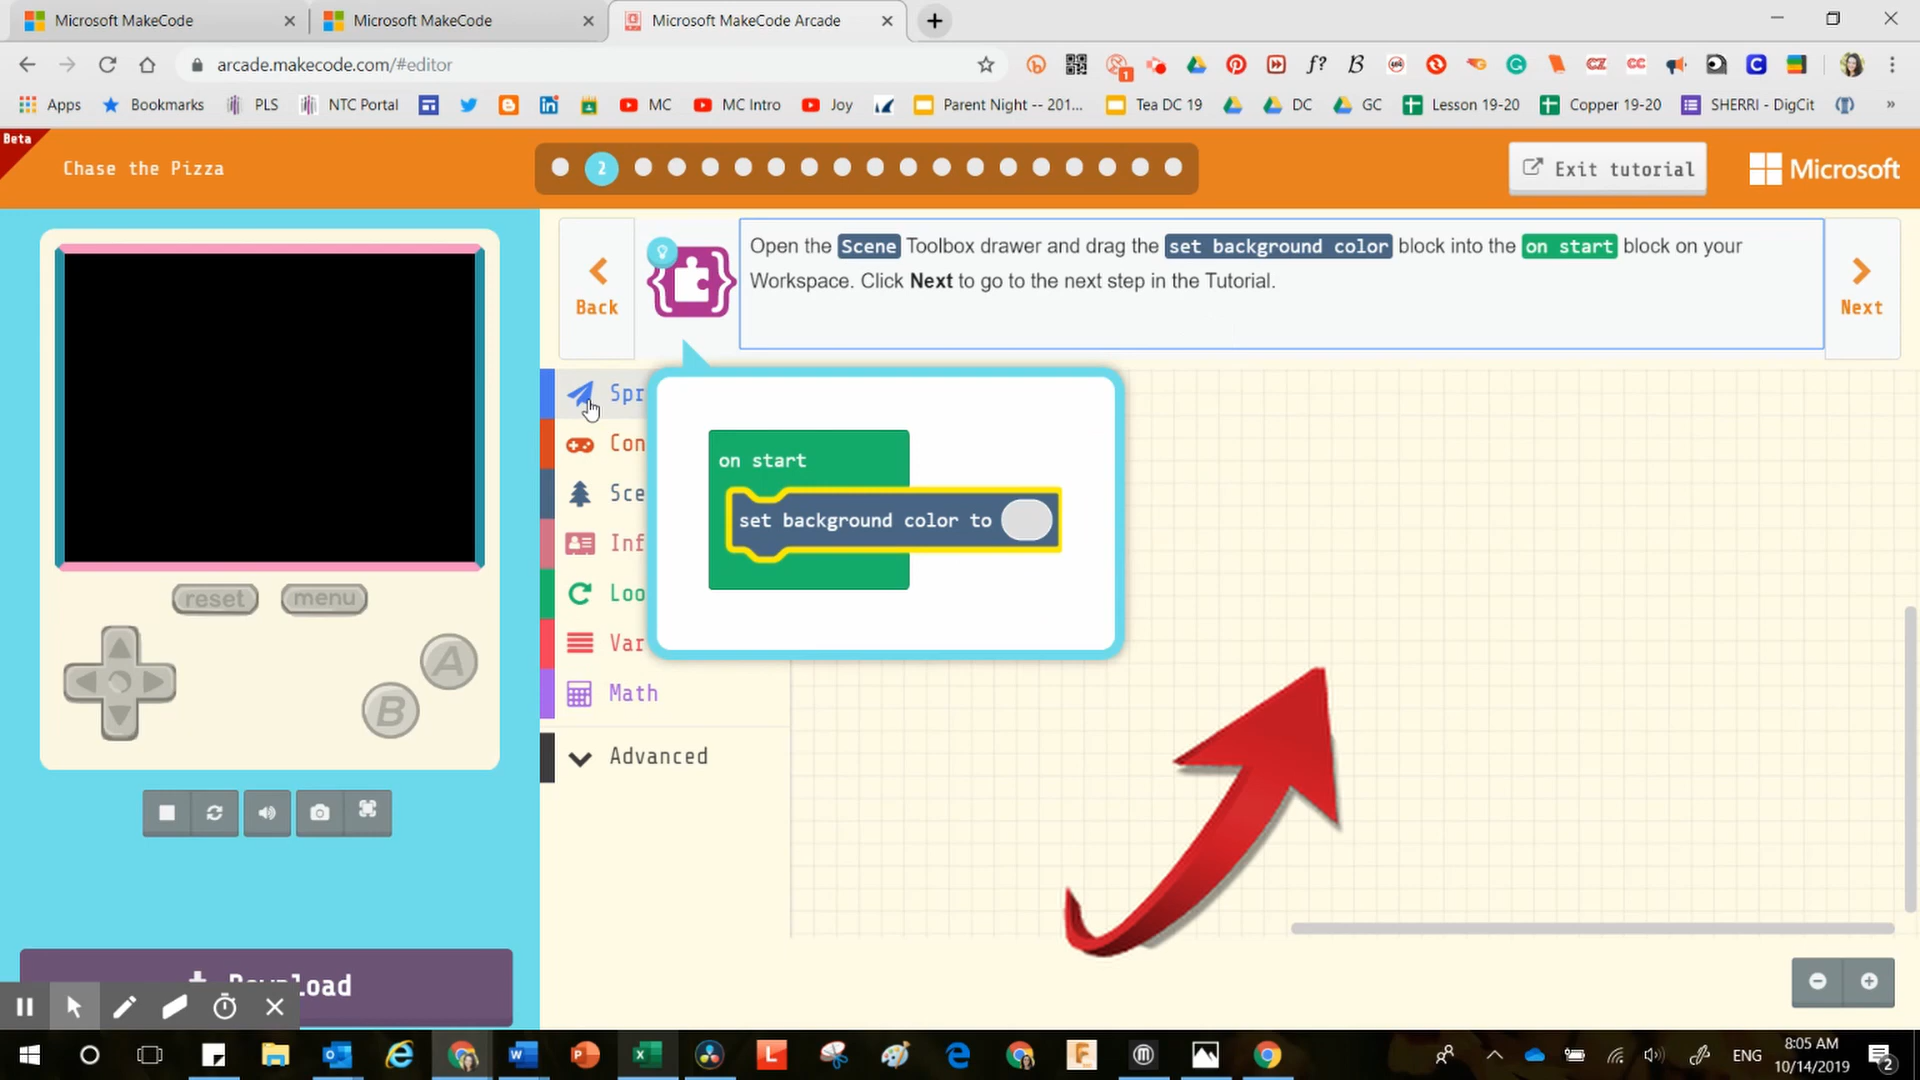 Microsoft MakeCode
Microsoft MakeCode
Microsoft MakeCode Arcade
arcade.makecode.com/#editor
Apps
Bookmarks
PLS
NTC Portal
MC
MC Intro
Joy
Parent Night -- 201...
Tea DC 19
DC
GC
Lesson 19-20
Copper 19-20
SHERRI - DigCit
Beta
Chase the Pizza
2
Exit tutorial
Microsoft
Back
Open the Scene Toolbox drawer and drag the set background color block into the on start block on your
Workspace. Click Next to go to the next step in the Tutorial.
Next
Spr
Con
Sce
Inf
Loo
Var
Math
Advanced
on start
set background color to
reset
menu
A
B
Download
ENG
8:05 AM
10/14/2019
2